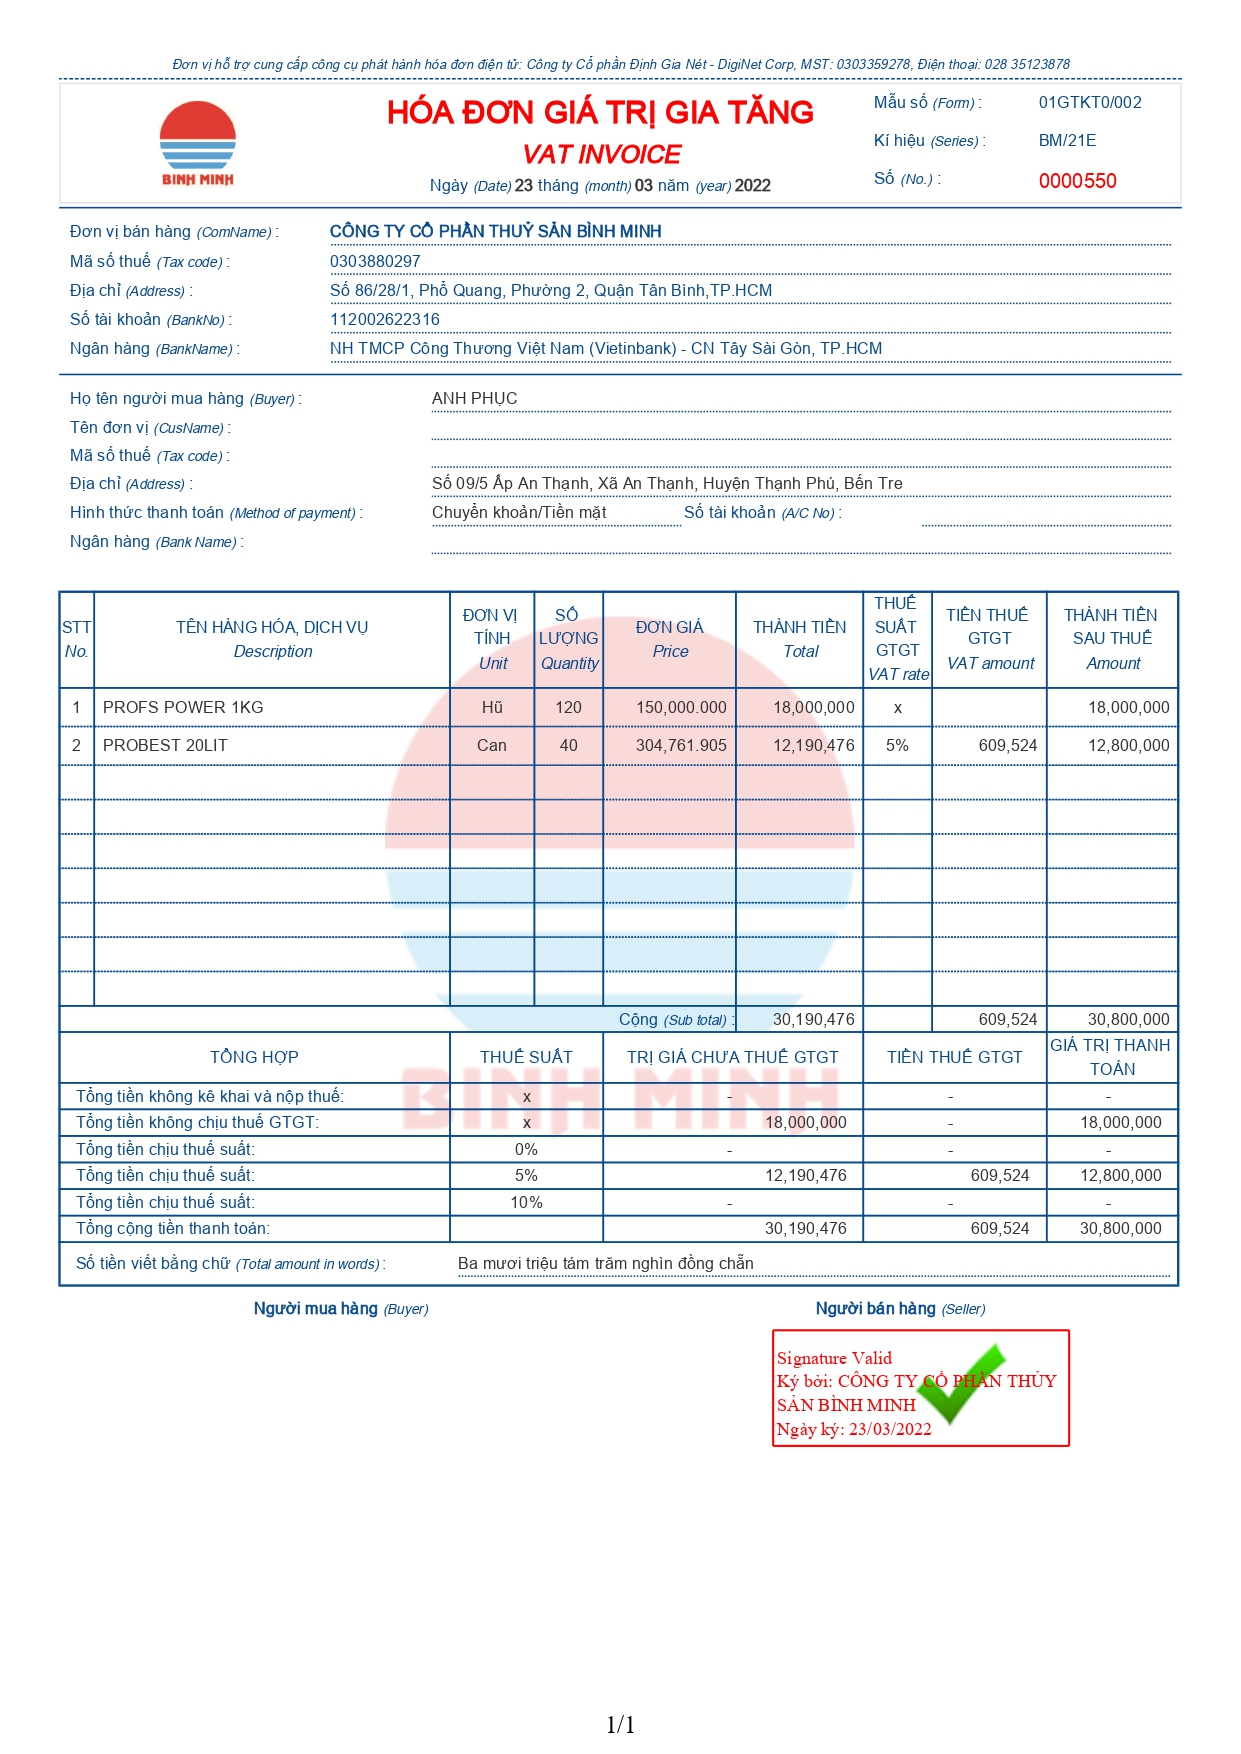 Đơn vị hỗ trợ cung cấp công cụ phát hành hóa đơn điện tử: Công ty Cổ phần Định Gia Nét - DigiNet Corp, MST: 0303359278, Điện thoại: 028 35123878
BINH MINH
HÓA ĐƠN GIÁ TRỊ GIA TĂNG
VAT INVOICE
Ngày (Date) 23 tháng (month) 03 năm (year) 2022
Mẫu số (Form) : 01GTKT0/002
Kí hiệu (Series) : BM/21E
Số (No.) : 0000550
Đơn vị bán hàng (ComName) : CÔNG TY CỔ PHẦN THUỶ SẢN BÌNH MINH
Mã số thuế (Tax code) : 0303880297
Địa chỉ (Address) : Số 86/28/1, Phổ Quang, Phường 2, Quận Tân Bình,TP.HCM
Số tài khoản (BankNo) : 112002622316
Ngân hàng (BankName) : NH TMCP Công Thương Việt Nam (Vietinbank) - CN Tây Sài Gòn, TP.HCM
Họ tên người mua hàng (Buyer) : ANH PHỤC
Tên đơn vị (CusName) :
Mã số thuế (Tax code) :
Địa chỉ (Address) : Số 09/5 Ấp An Thạnh, Xã An Thạnh, Huyện Thạnh Phú, Bến Tre
Hình thức thanh toán (Method of payment) : Chuyển khoản/Tiền mặt Số tài khoản (A/C No) :
Ngân hàng (Bank Name) :
STT No. TÊN HÀNG HÓA, DỊCH VỤ Description ĐƠN VỊ TÍNH Unit SỐ LƯỢNG Quantity ĐƠN GIÁ Price THÀNH TIỀN Total THUẾ SUẤT GTGT VAT rate TIỀN THUẾ GTGT VAT amount THÀNH TIỀN SAU THUẾ Amount
1 PROFS POWER 1KG Hũ 120 150,000.000 18,000,000 x 18,000,000
2 PROBEST 20LIT Can 40 304,761.905 12,190,476 5% 609,524 12,800,000
Cộng (Sub total) : 30,190,476 609,524 30,800,000
TỔNG HỢP THUẾ SUẤT TRỊ GIÁ CHƯA THUẾ GTGT TIỀN THUẾ GTGT GIÁ TRỊ THANH TOÁN
Tổng tiền không kê khai và nộp thuế: x - - -
Tổng tiền không chịu thuế GTGT: x 18,000,000 - 18,000,000
Tổng tiền chịu thuế suất: 0% - - -
Tổng tiền chịu thuế suất: 5% 12,190,476 609,524 12,800,000
Tổng tiền chịu thuế suất: 10% - - -
Tổng cộng tiền thanh toán: 30,190,476 609,524 30,800,000
BINH MINH
Số tiền viết bằng chữ (Total amount in words) : Ba mươi triệu tám trăm nghìn đồng chẵn
Người mua hàng (Buyer) Người bán hàng (Seller)
Signature Valid
Ký bởi: CÔNG TY CỔ PHẦN THỦY
SẢN BÌNH MINH
Ngày ký: 23/03/2022
1/1